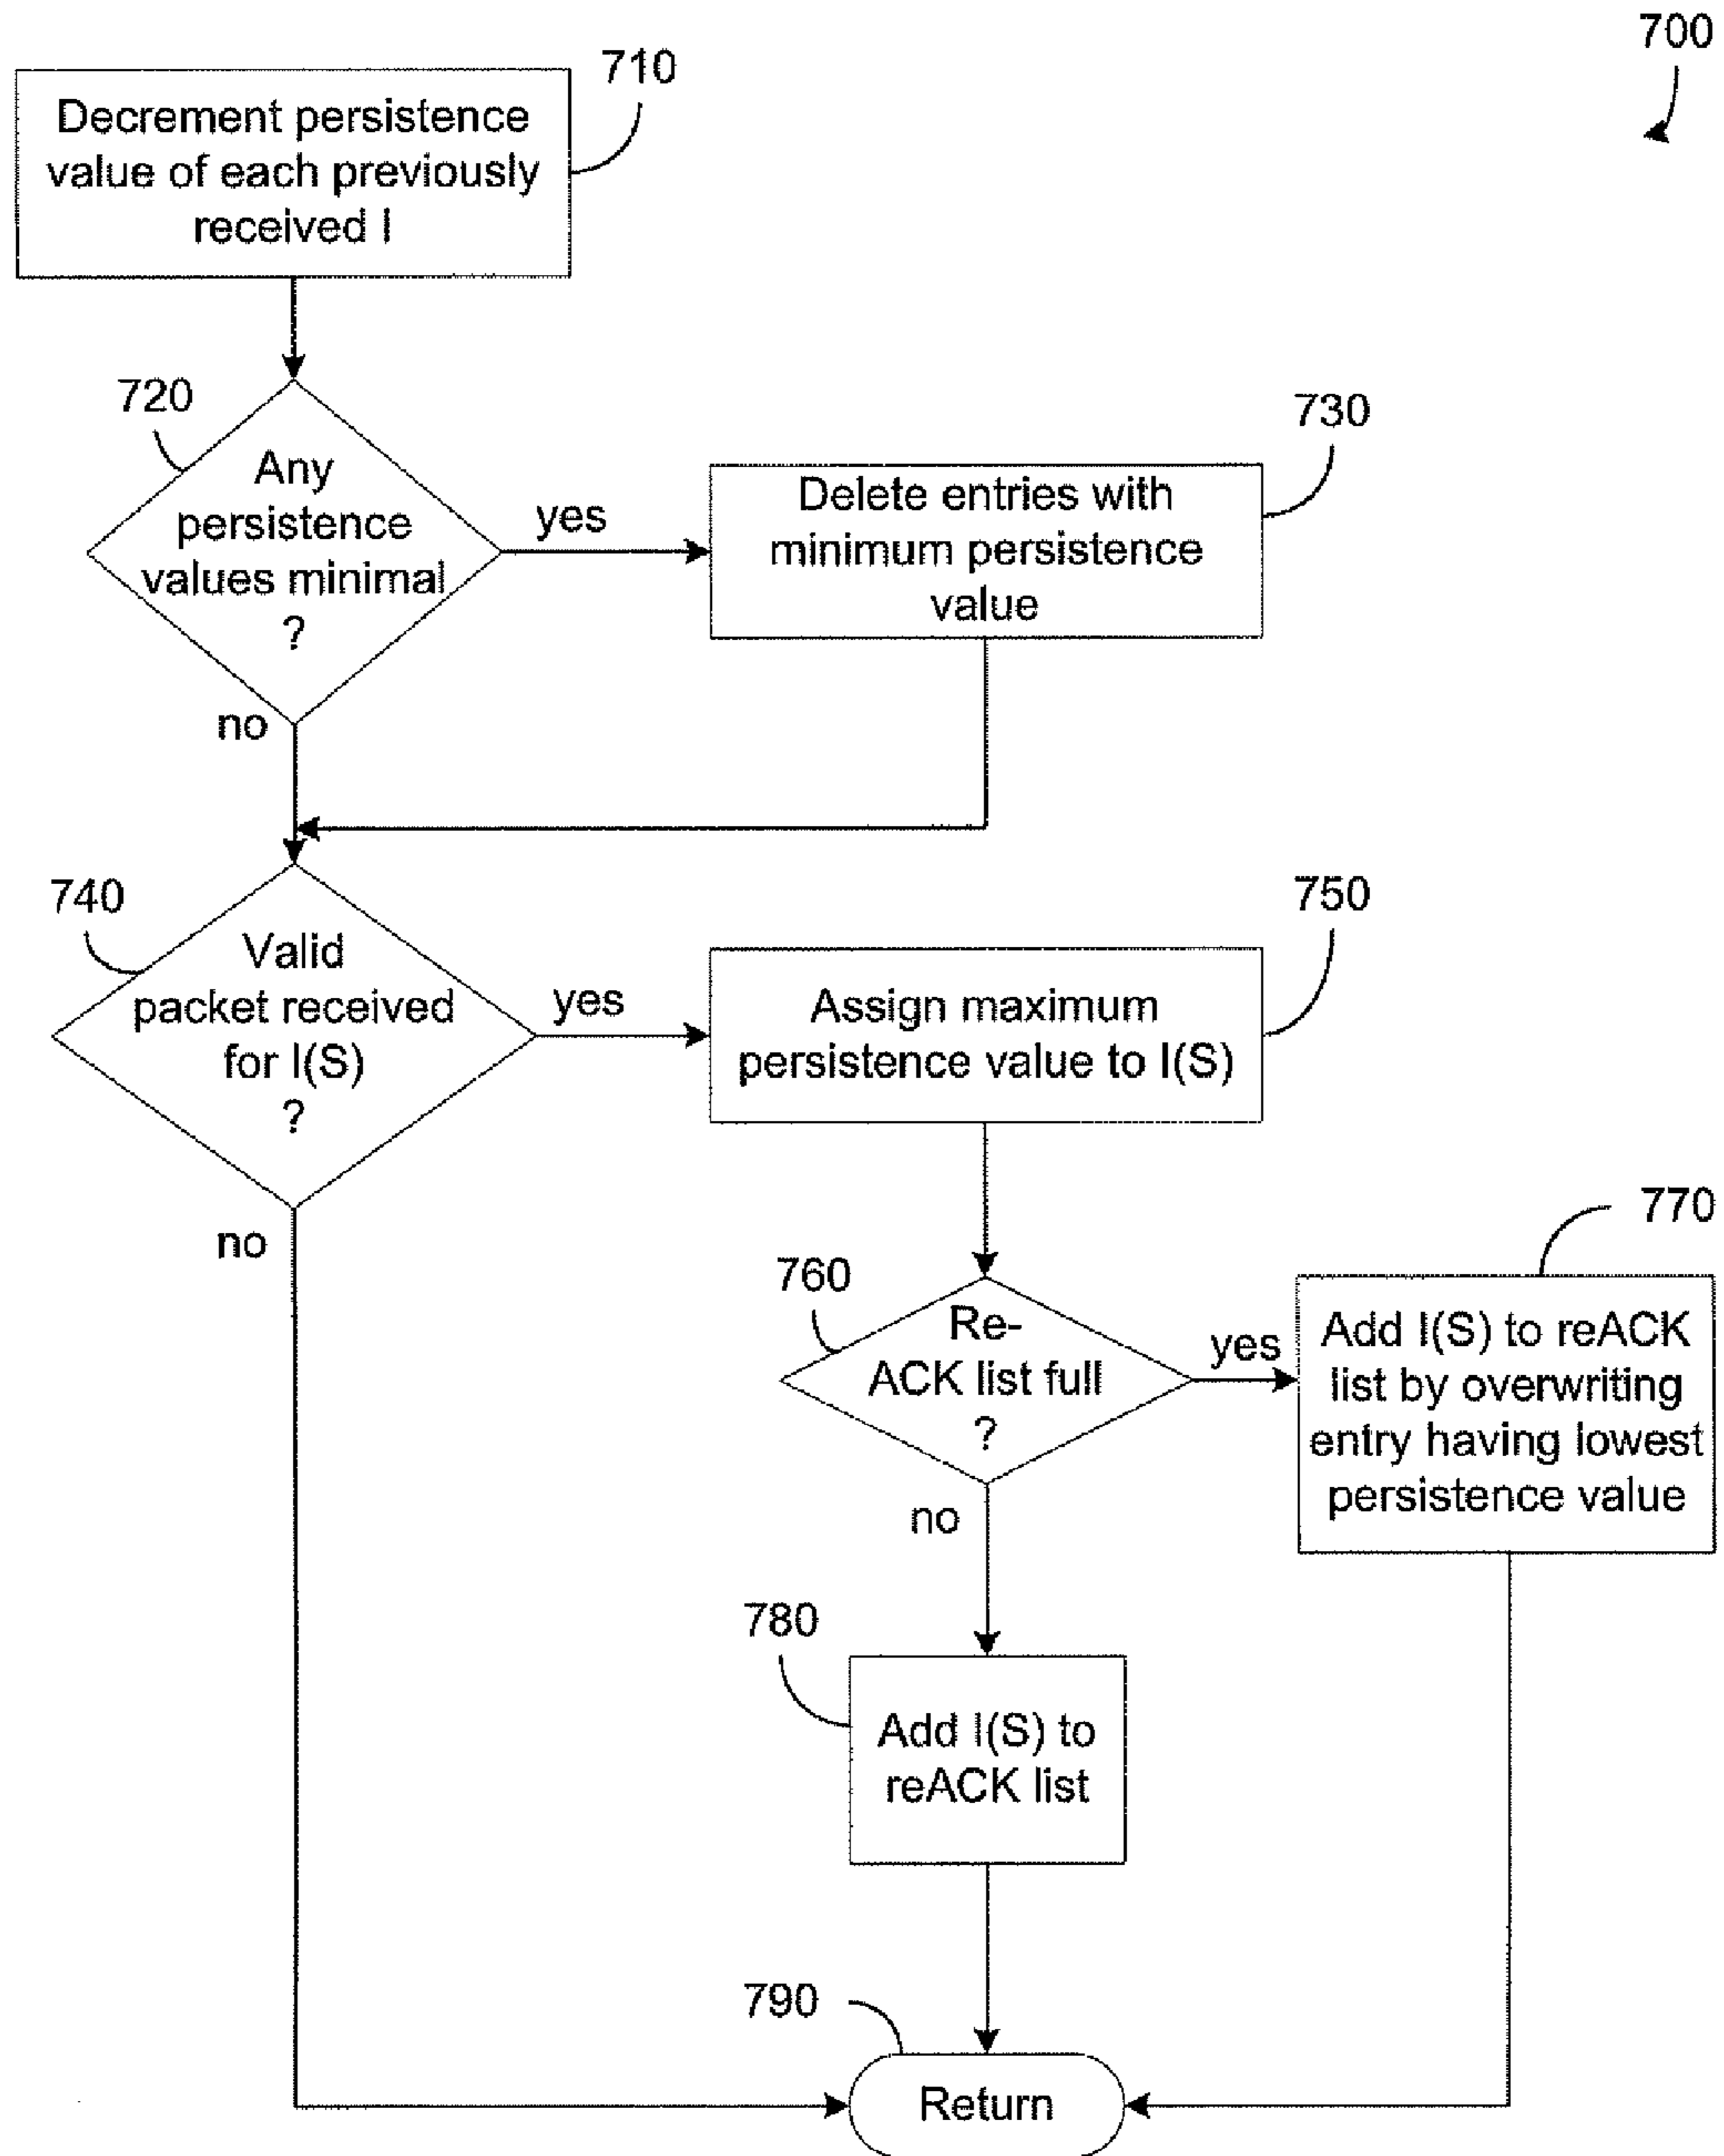 700
710
Decrement persistence
value of each previously
received I
720
Any
persistence
values minimal
?
yes
no
730
Delete entries with
minimum persistence
value
740
Valid
packet received
for I(S)
?
yes
no
750
Assign maximum
persistence value to I(S)
760
Re-
ACK list full
?
yes
no
770
Add I(S) to reACK
list by overwriting
entry having lowest
persistence value
780
Add I(S) to
reACK list
790
Return